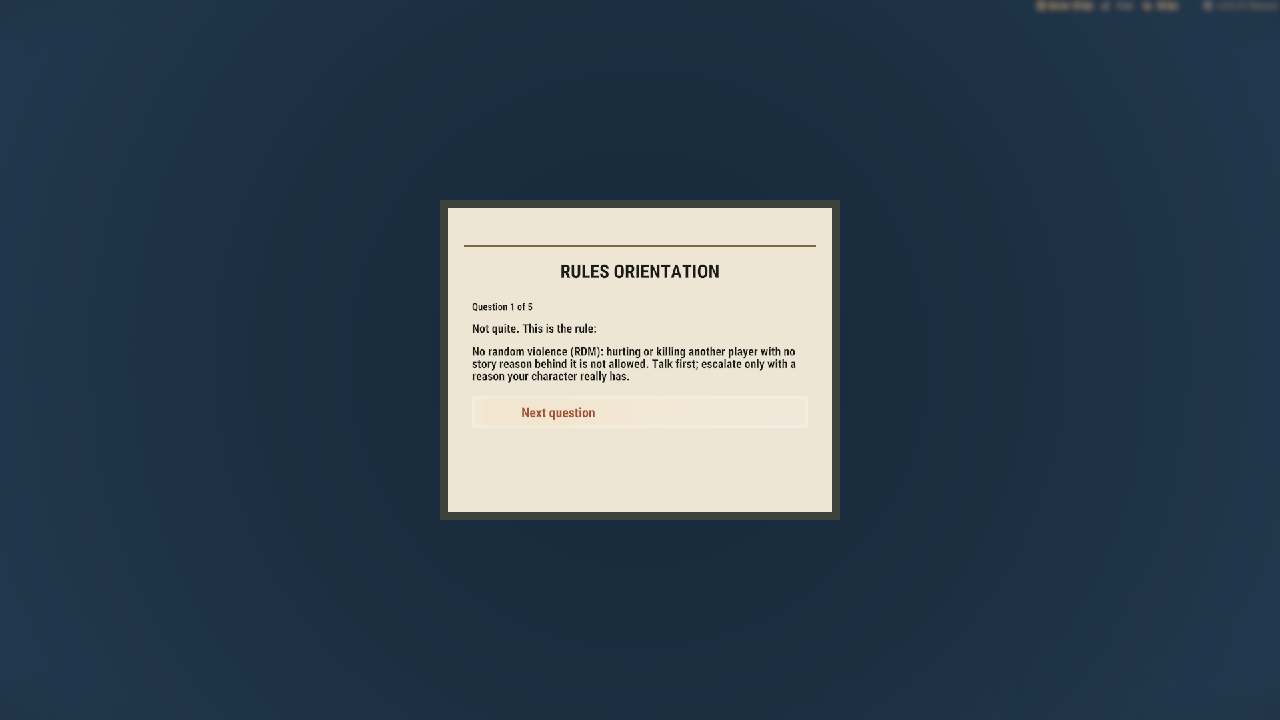 RULES ORIENTATION
Question 1 of 5
Not quite. This is the rule:
No random violence (RDM): hurting or killing another player with no
story reason behind it is not allowed. Talk first; escalate only with a
reason your character really has.
Next question